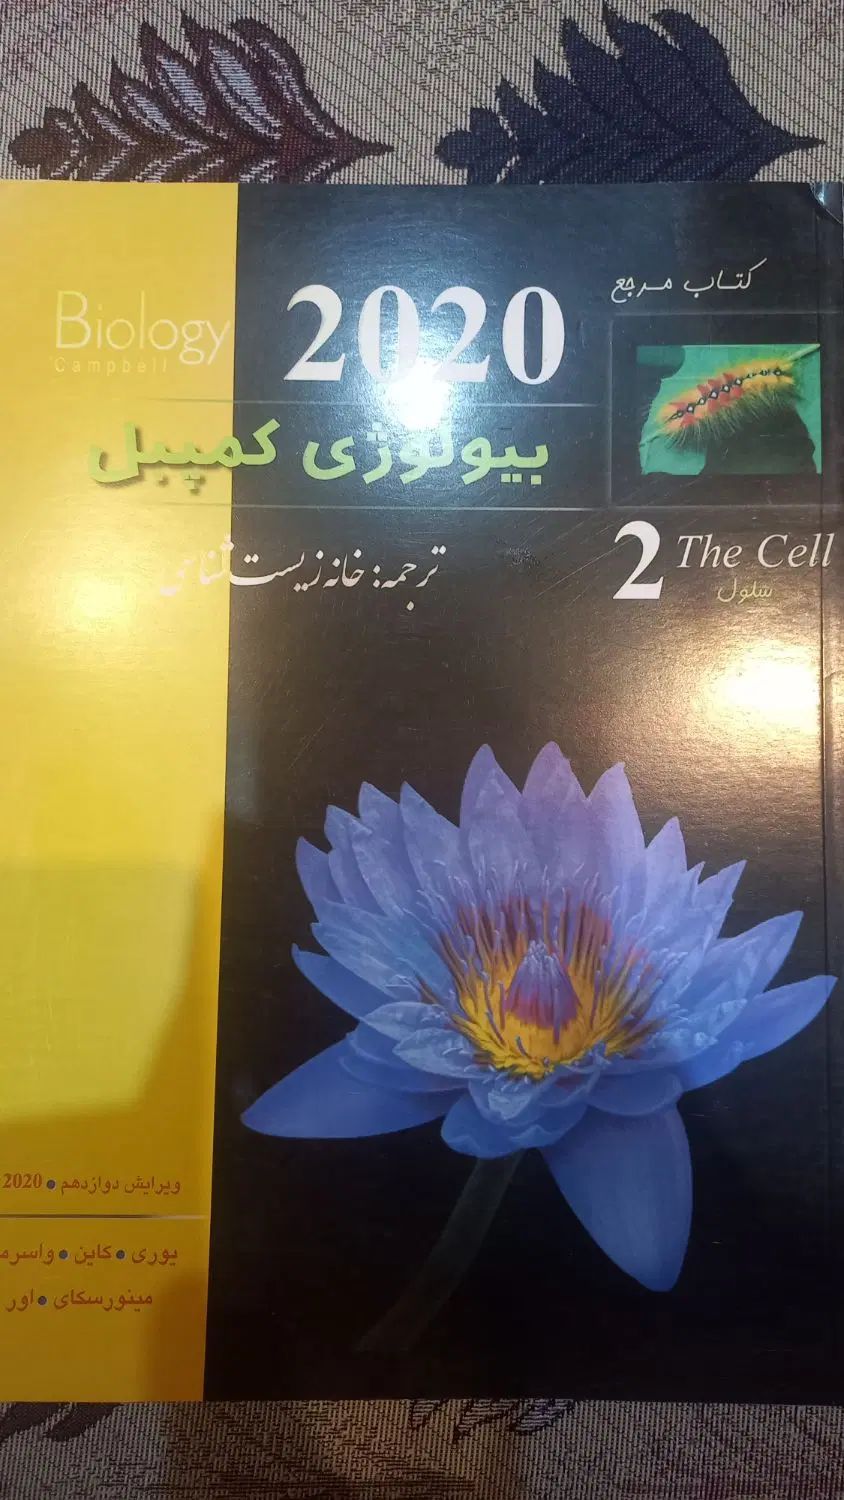 کتاب مرجع
Biology
Campbell
2020
بیولوژی کمپبل
ترجمه: خانه زیست شناسی
2 The Cell
سلول
ویرایش دوازدهم • 2020
یوری • کاین •
مینورسکای • اور